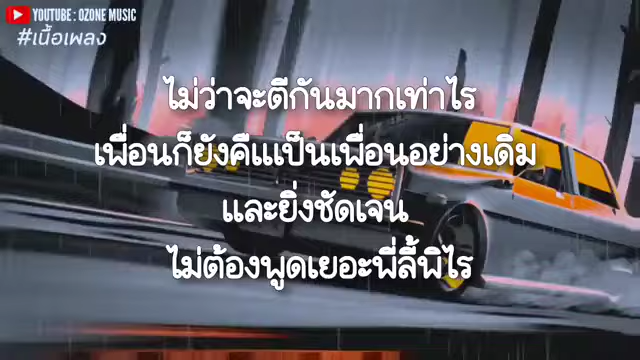 YOUTUBE : OZONE MUSIC
#เนื้อเพลง
ไม่ว่าจะตีกันมากเท่าไร
เพื่อนก็ยังคืแเป็นเพื่อนอย่างเดิม
และยิ่งชัดเจน
ไม่ต้องพูดเยอะพี่ลี้พิไร